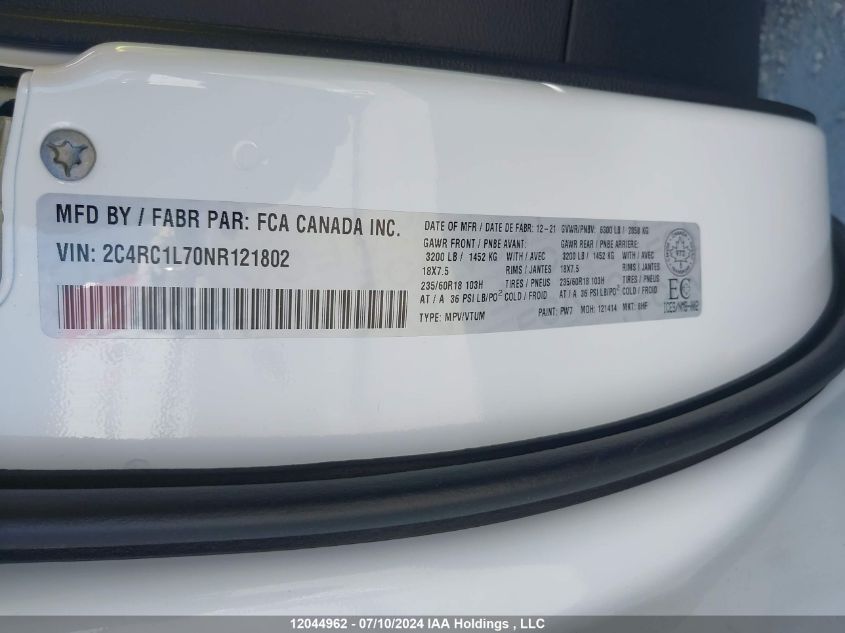 MFD BY / FABR PAR: FCA CANADA INC.
VIN: 2C4RC1L70NR121802
DATE OF MFR / DATE DE FABR: 12-21 GVWR/PNBV: 6300 LB / 2858 KG
GAWR FRONT / PNBE AVANT: GAWR REAR / PNBE ARRIERE:
3200 LB / 1452 KG WITH / AVEC 3200 LB / 1452 KG WITH / AVEC
18X7.5 RIMS / JANTES 18X7.5 RIMS / JANTES
235/60R18 103H TIRES / PNEUS 235/60R18 103H TIRES / PNEUS
AT / A 36 PSI LB/PO² COLD / FROID AT / A 36 PSI LB/PO² COLD / FROID
TYPE: MPV/VTUM PAINT: PW7 MDH: 121414 MKT:
EC
12044962 - 07/10/2024 IAA Holdings , LLC